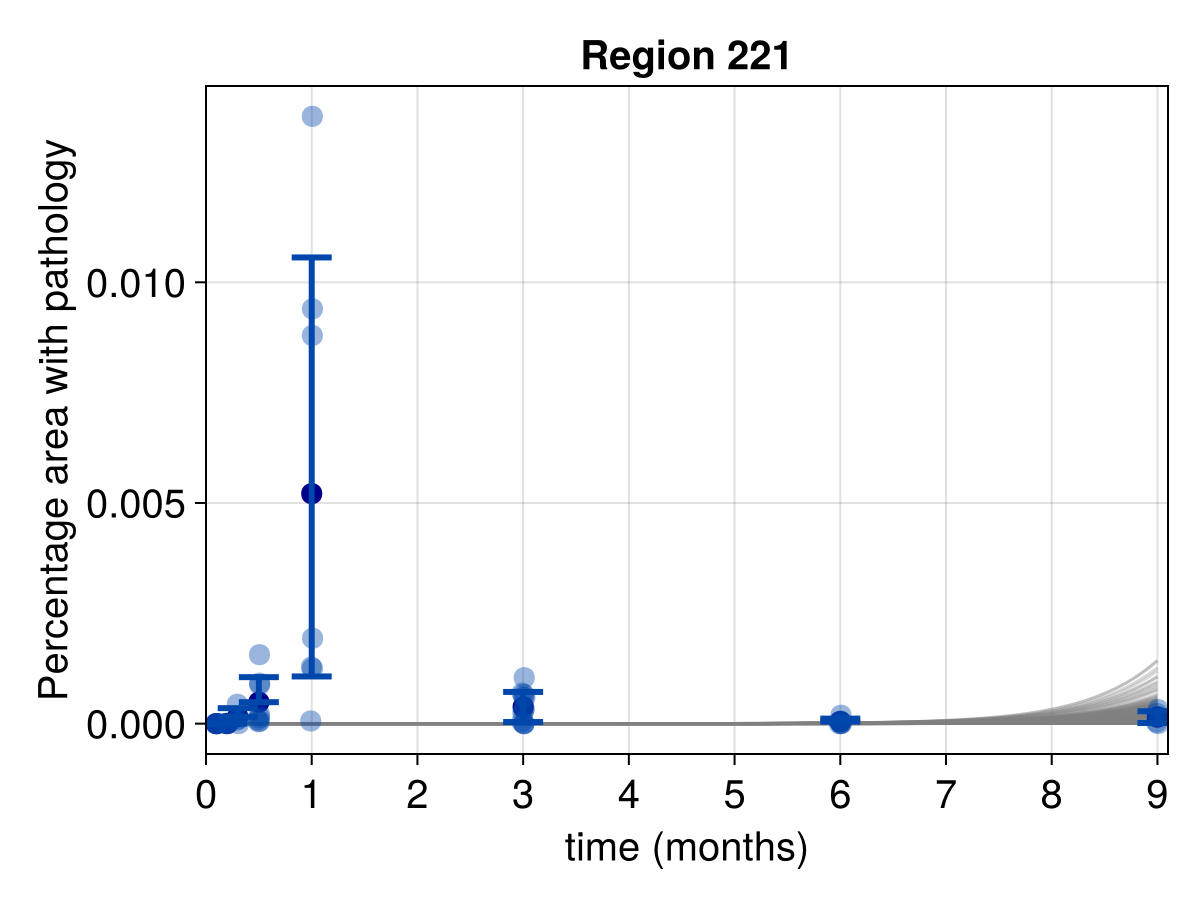 Region 221
Percentage area with pathology
0.010
0.005
0.000
0 1 2 3 4 5 6 7 8 9
time (months)